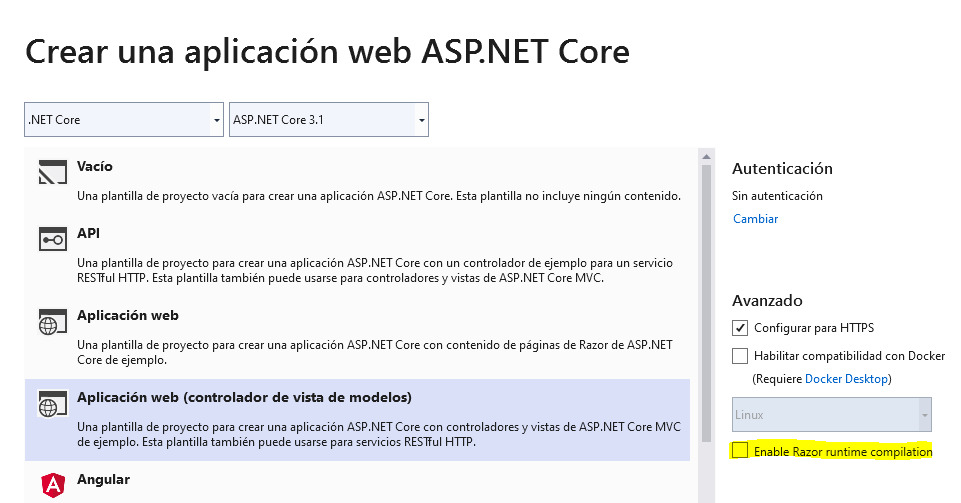 Crear una aplicación web ASP.NET Core
.NET Core
ASP.NET Core 3.1
Vacío
Una plantilla de proyecto vacía para crear una aplicación ASP.NET Core. Esta plantilla no incluye ningún contenido.
API
Una plantilla de proyecto para crear una aplicación ASP.NET Core con un controlador de ejemplo para un servicio
RESTful HTTP. Esta plantilla también puede usarse para controladores y vistas de ASP.NET Core MVC.
Aplicación web
Una plantilla de proyecto para crear una aplicación ASP.NET Core con contenido de páginas de Razor de ASP.NET
Core de ejemplo.
Aplicación web (controlador de vista de modelos)
Una plantilla de proyecto para crear una aplicación ASP.NET Core con controladores y vistas de ASP.NET Core MVC
de ejemplo. Esta plantilla también puede usarse para servicios RESTful HTTP.
Angular
Autenticación
Sin autenticación
Cambiar
Avanzado
Configurar para HTTPS
Habilitar compatibilidad con Docker
(Requiere Docker Desktop)
Linux
Enable Razor runtime compilation